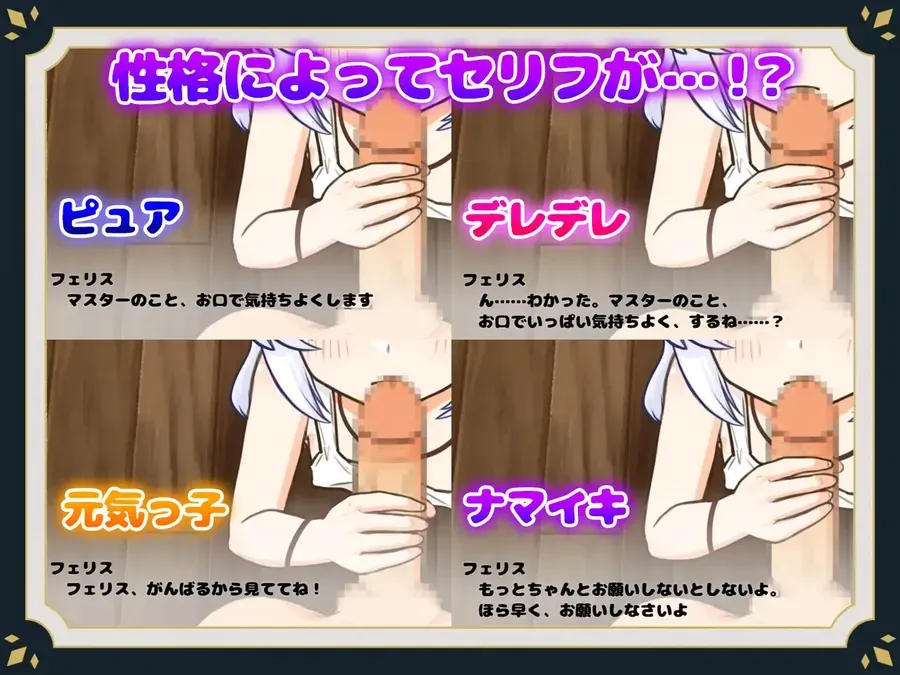 性格によってセリフが…!?
ピュア
フェリス
マスターのこと、お口で気持ちよくします
デレデレ
フェリス
ん……わかった。マスターのこと、
お口でいっぱい気持ちよく、するね……？
元気っ子
フェリス
フェリス、がんばるから見ててね！
ナマイキ
フェリス
もっとちゃんとお願いしないとしないよ。
ほら早く、お願いしなさいよ